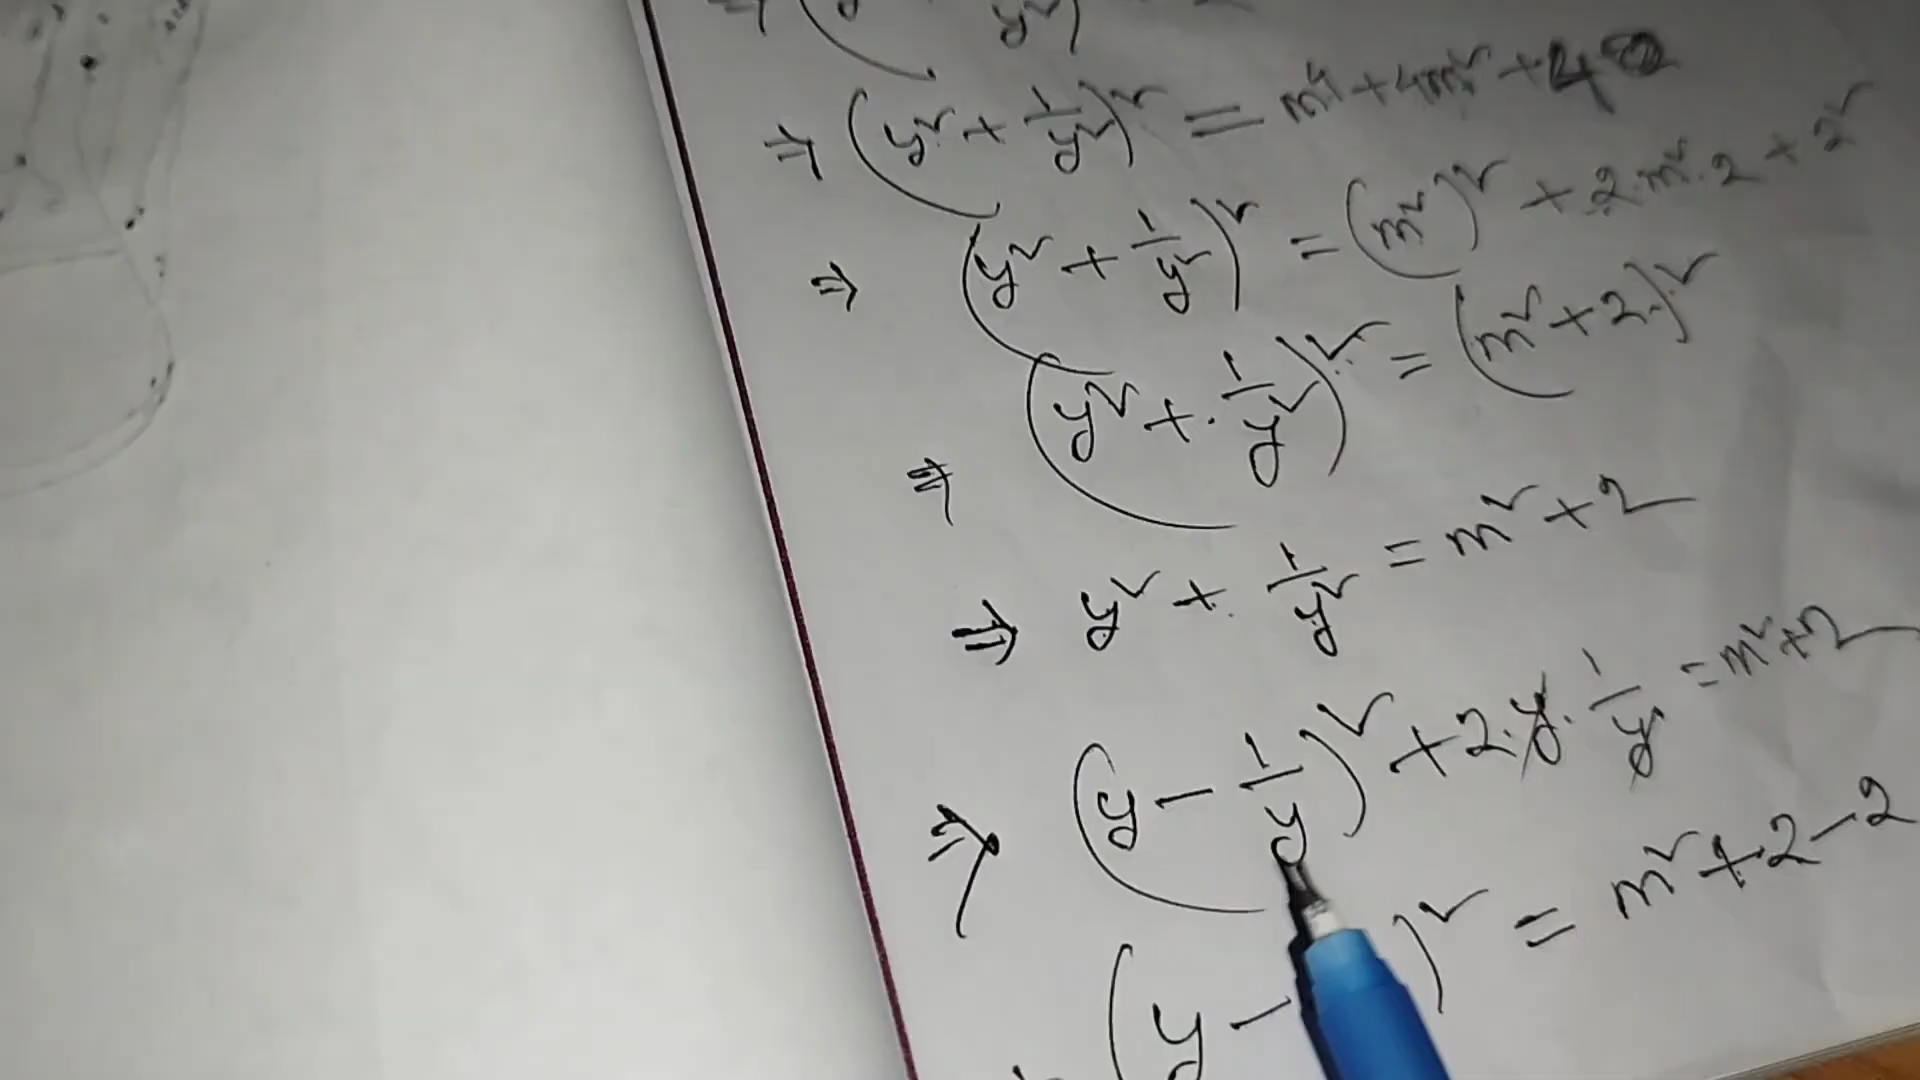 ⇒ (y² + 1/y²)² = m⁴ + 4m² + 4
⇒ (y² + 1/y²)² = (m²)² + 2.m².2 + 2²
⇒ (y² + 1/y²)² = (m² + 2)²
⇒ y² + 1/y² = m² + 2
⇒ (y - 1/y)² + 2.y.1/y = m² + 2
(y - )² = m² + 2 - 2